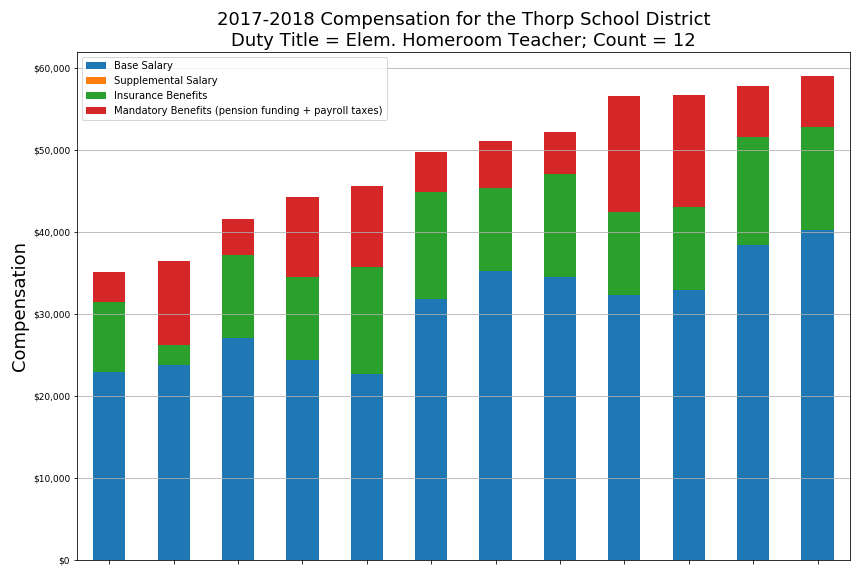 2017-2018 Compensation for the Thorp School District
Duty Title = Elem. Homeroom Teacher; Count = 12
Base Salary
Supplemental Salary
Insurance Benefits
Mandatory Benefits (pension funding + payroll taxes)
Compensation
$60,000
$50,000
$40,000
$30,000
$20,000
$10,000
$0